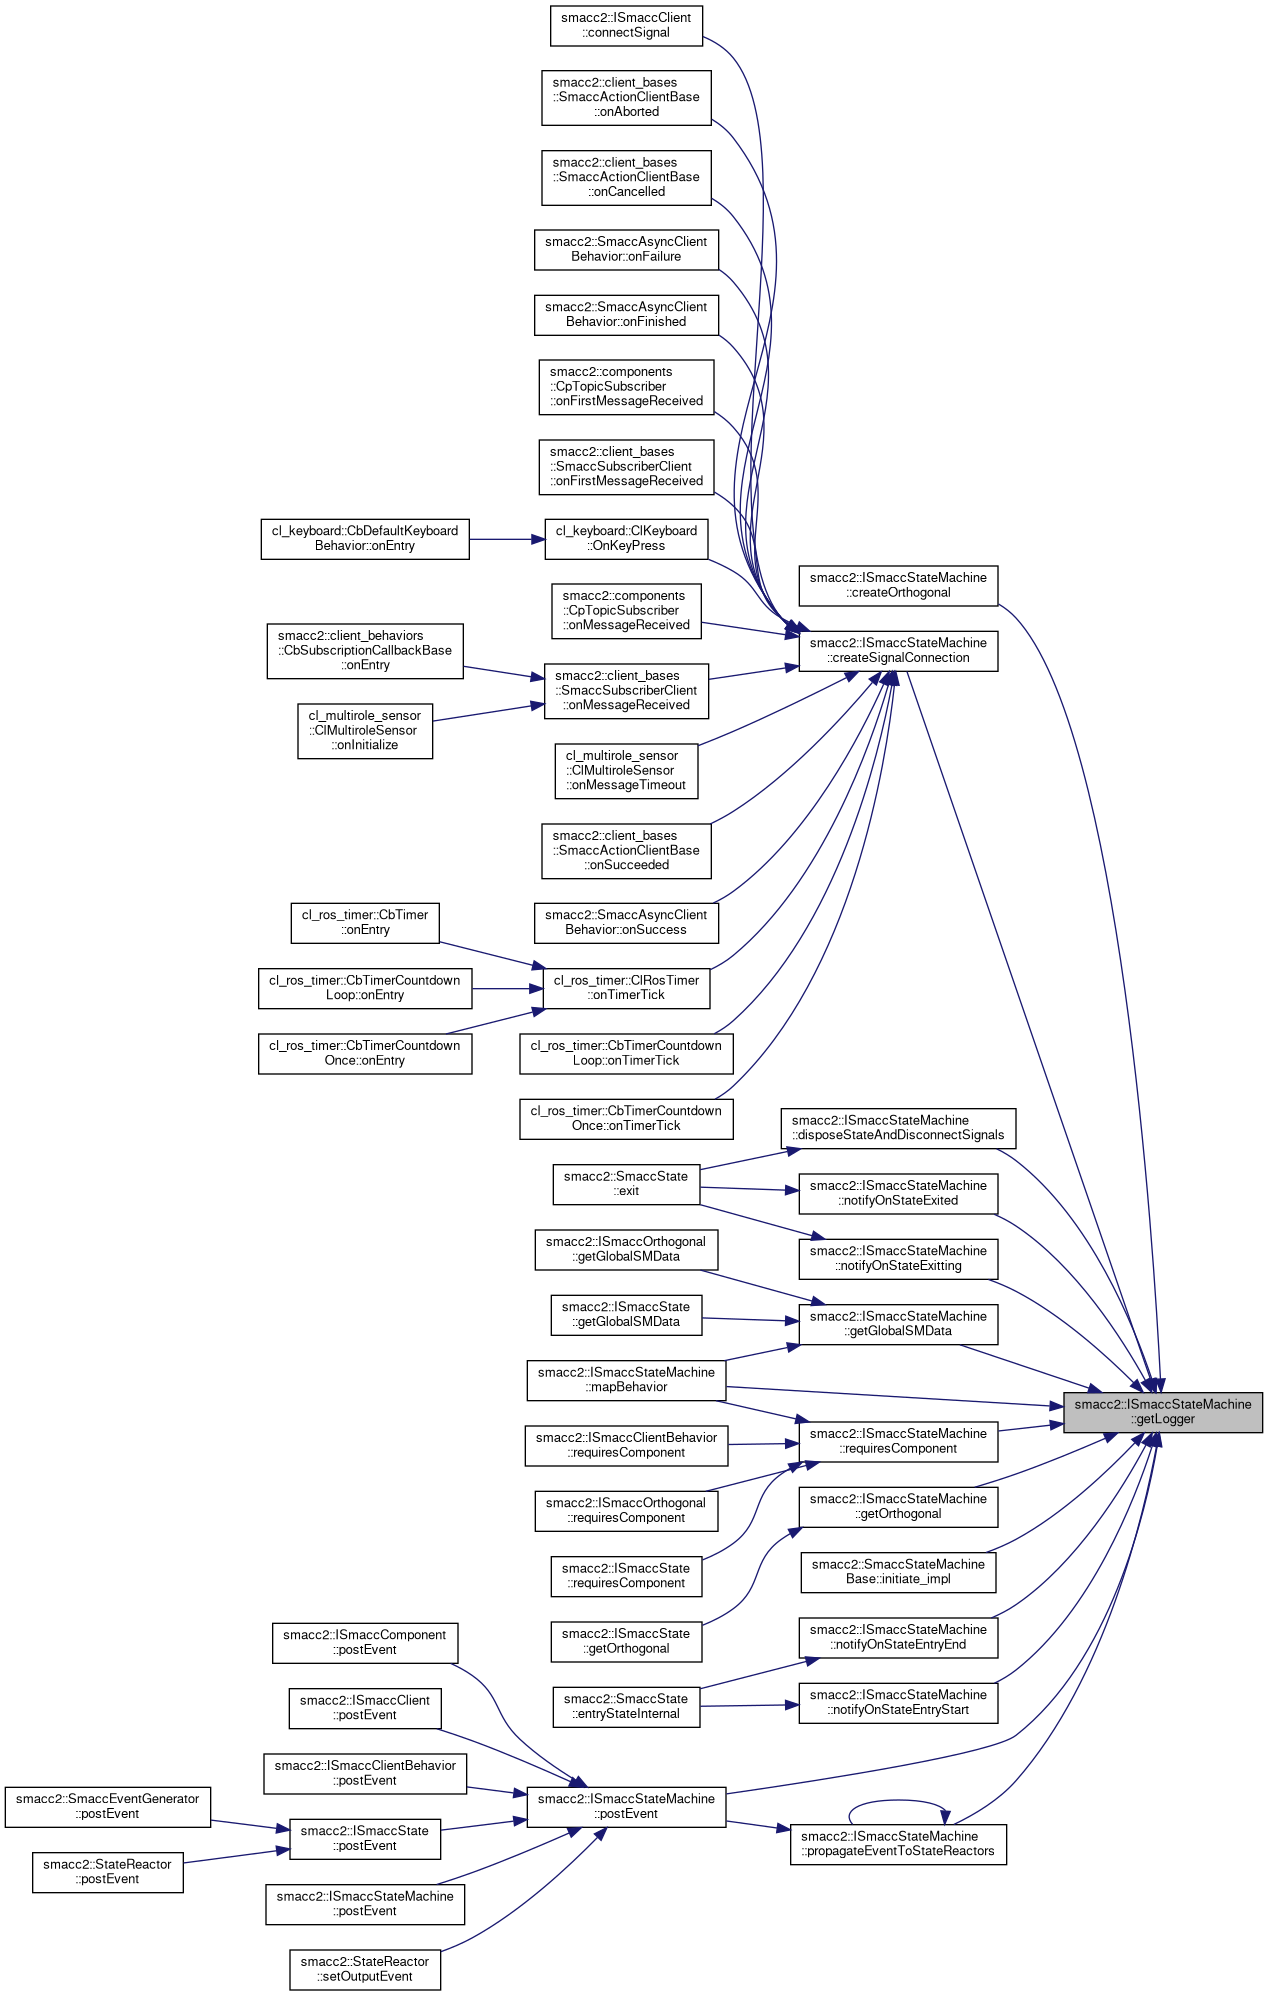 smacc2::ISmaccClient
::connectSignal
smacc2::client_bases
::SmaccActionClientBase
::onAborted
smacc2::client_bases
::SmaccActionClientBase
::onCancelled
smacc2::SmaccAsyncClient
Behavior::onFailure
smacc2::SmaccAsyncClient
Behavior::onFinished
smacc2::components
::CpTopicSubscriber
::onFirstMessageReceived
smacc2::client_bases
::SmaccSubscriberClient
::onFirstMessageReceived
cl_keyboard::CbDefaultKeyboard
Behavior::onEntry
cl_keyboard::ClKeyboard
::OnKeyPress
smacc2::ISmaccStateMachine
::createOrthogonal
smacc2::components
::CpTopicSubscriber
::onMessageReceived
smacc2::client_behaviors
::CbSubscriptionCallbackBase
::onEntry
smacc2::ISmaccStateMachine
::createSignalConnection
smacc2::client_bases
::SmaccSubscriberClient
::onMessageReceived
cl_multirole_sensor
::ClMultiroleSensor
::onInitialize
cl_multirole_sensor
::ClMultiroleSensor
::onMessageTimeout
smacc2::client_bases
::SmaccActionClientBase
::onSucceeded
cl_ros_timer::CbTimer
::onEntry
smacc2::SmaccAsyncClient
Behavior::onSuccess
cl_ros_timer::CbTimerCountdown
Loop::onEntry
cl_ros_timer::ClRosTimer
::onTimerTick
cl_ros_timer::CbTimerCountdown
Once::onEntry
cl_ros_timer::CbTimerCountdown
Loop::onTimerTick
cl_ros_timer::CbTimerCountdown
Once::onTimerTick
smacc2::ISmaccStateMachine
::disposeStateAndDisconnectSignals
smacc2::SmaccState
::exit
smacc2::ISmaccStateMachine
::notifyOnStateExited
smacc2::ISmaccOrthogonal
::getGlobalSMData
smacc2::ISmaccStateMachine
::notifyOnStateExitting
smacc2::ISmaccState
::getGlobalSMData
smacc2::ISmaccStateMachine
::getGlobalSMData
smacc2::ISmaccStateMachine
::mapBehavior
smacc2::ISmaccStateMachine
::getLogger
smacc2::ISmaccClientBehavior
::requiresComponent
smacc2::ISmaccStateMachine
::requiresComponent
smacc2::ISmaccOrthogonal
::requiresComponent
smacc2::ISmaccStateMachine
::getOrthogonal
smacc2::ISmaccState
::requiresComponent
smacc2::SmaccStateMachine
Base::initiate_impl
smacc2::ISmaccState
::getOrthogonal
smacc2::ISmaccStateMachine
::notifyOnStateEntryEnd
smacc2::ISmaccComponent
::postEvent
smacc2::SmaccState
::entryStateInternal
smacc2::ISmaccStateMachine
::notifyOnStateEntryStart
smacc2::ISmaccClient
::postEvent
smacc2::ISmaccClientBehavior
::postEvent
smacc2::SmaccEventGenerator
::postEvent
smacc2::ISmaccStateMachine
::postEvent
smacc2::ISmaccState
::postEvent
smacc2::ISmaccStateMachine
::propagateEventToStateReactors
smacc2::StateReactor
::postEvent
smacc2::ISmaccStateMachine
::postEvent
smacc2::StateReactor
::setOutputEvent